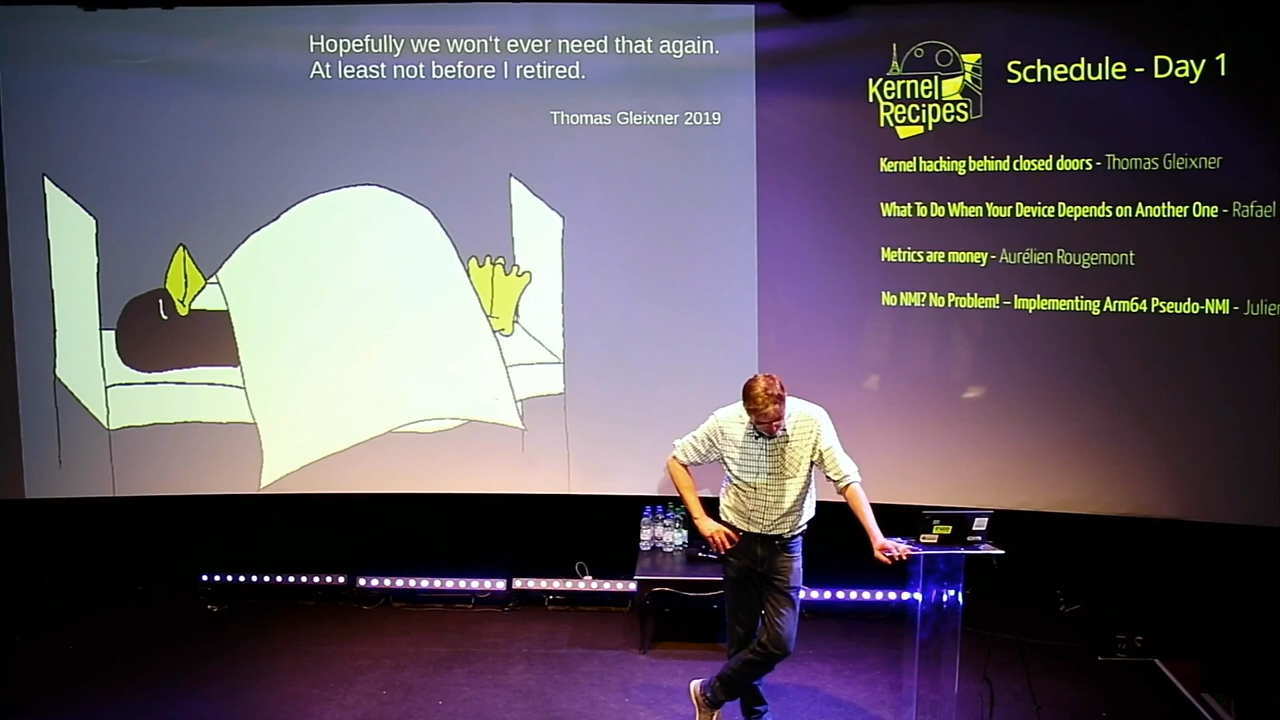 Hopefully we won't ever need that again.
At least not before I retired.
Thomas Gleixner 2019
Kernel
Recipes
Schedule - Day 1
Kernel hacking behind closed doors - Thomas Gleixner
What To Do When Your Device Depends on Another One - Rafael
Metrics are money - Aurélien Rougemont
No NMI? No Problem! – Implementing Arm64 Pseudo-NMI - Julien